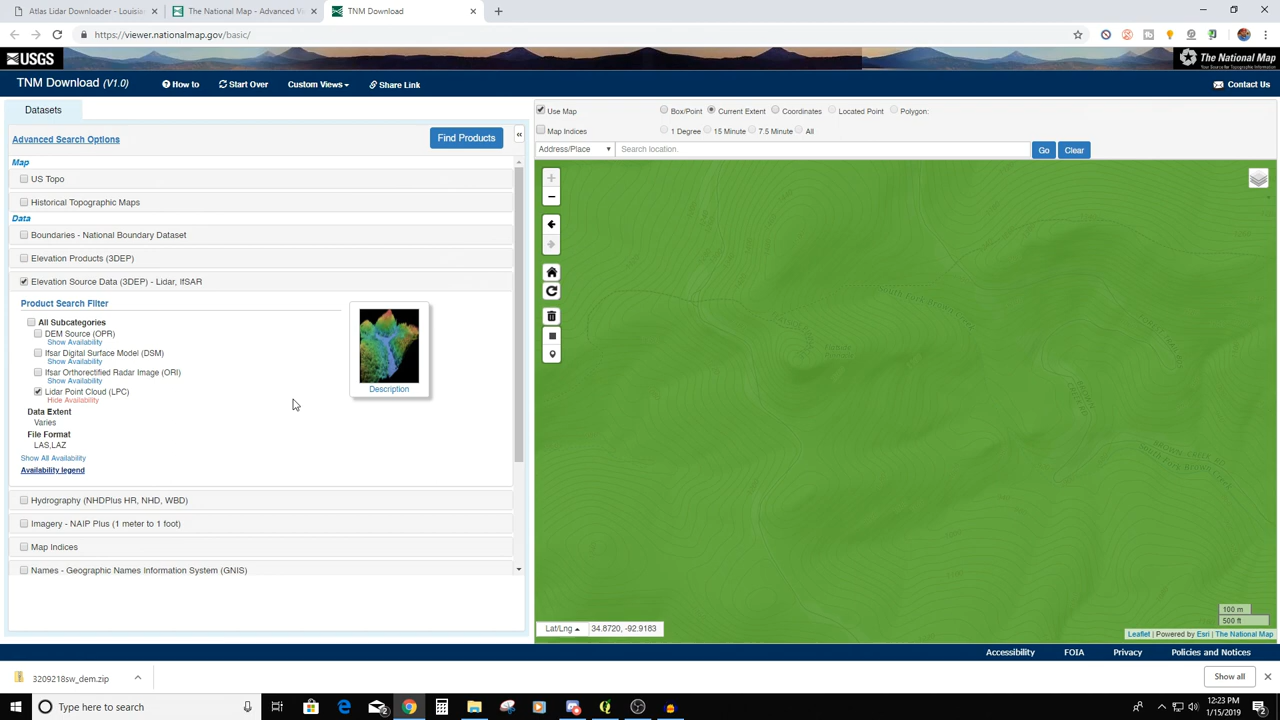 Atlas Lidar Downloader - Louisia
The National Map - Advanced Vi
TNM Download
https://viewer.nationalmap.gov/basic/
USGS
The National Map
Your Source for Topographic Information
TNM Download (V1.0)
How to
Start Over
Custom Views
Share Link
Contact Us
Datasets
Advanced Search Options
Find Products
Map
US Topo
Historical Topographic Maps
Data
Boundaries - National Boundary Dataset
Elevation Products (3DEP)
Elevation Source Data (3DEP) - Lidar, IfSAR
Product Search Filter
All Subcategories
DEM Source (OPR)
Show Availability
Ifsar Digital Surface Model (DSM)
Show Availability
Ifsar Orthorectified Radar Image (ORI)
Show Availability
Lidar Point Cloud (LPC)
Hide Availability
Data Extent
Varies
File Format
LAS,LAZ
Show All Availability
Availability legend
Description
Hydrography (NHDPlus HR, NHD, WBD)
Imagery - NAIP Plus (1 meter to 1 foot)
Map Indices
Names - Geographic Names Information System (GNIS)
Use Map
Box/Point
Current Extent
Coordinates
Located Point
Polygon:
Map Indices
1 Degree
15 Minute
7.5 Minute
All
Address/Place
Search location.
Go
Clear
100 m
500 ft
Lat/Lng
34.8720, -92.9183
Leaflet | Powered by Esri | The National Map
Accessibility
FOIA
Privacy
Policies and Notices
3209218sw_dem.zip
Show all
Type here to search
12:23 PM
1/15/2019